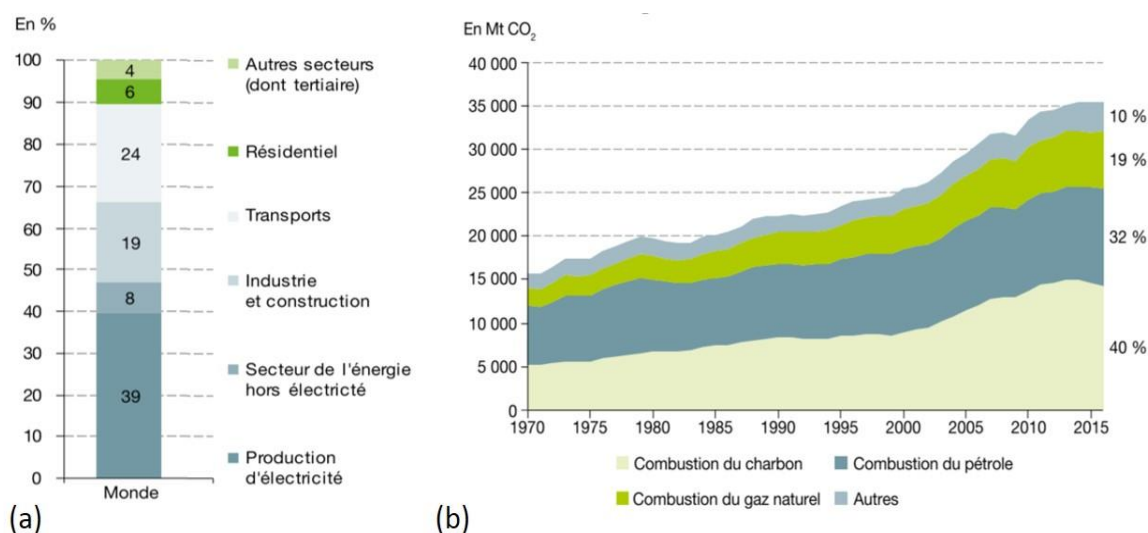 En %
100
90
80
70
60
50
40
30
20
10
0
4
6
24
19
8
39
Monde
Autres secteurs
(dont tertiaire)
Résidentiel
Transports
Industrie
et construction
Secteur de l'énergie
hors électricté
Production
d'électricité
(a)
En Mt CO₂
40 000
35 000
30 000
25 000
20 000
15 000
10 000
5 000
0
1970 1975 1980 1985 1990 1995 2000 2005 2010 2015
10 %
19 %
32 %
40 %
Combustion du charbon Combustion du pétrole
Combustion du gaz naturel Autres
(b)